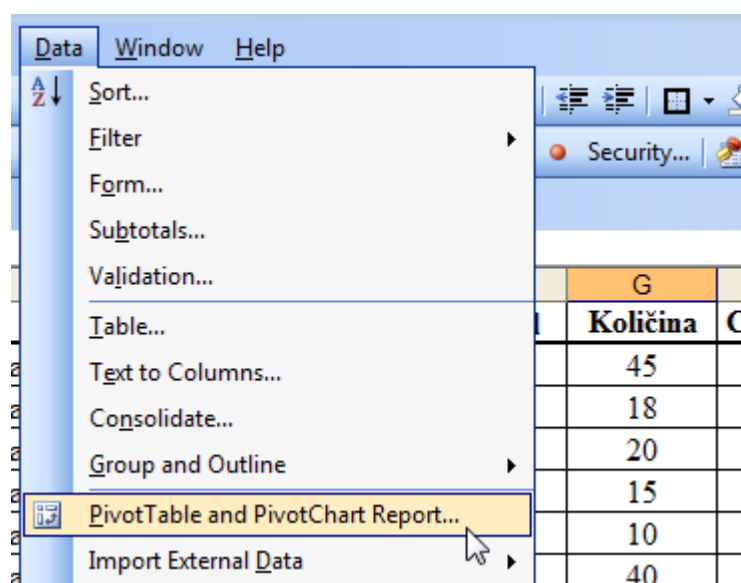 Data Window Help
Sort...
Filter
Form...
Security...
Subtotals...
Validation...
G
Table...
Količina
Text to Columns...
45
Consolidate...
18
Group and Outline
20
15
PivotTable and PivotChart Report...
10
Import External Data
40